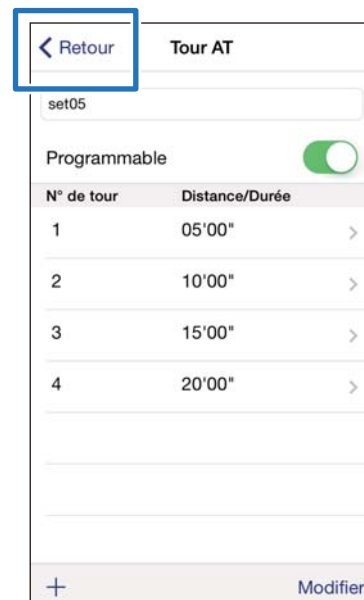 Retour Tour AT
set05
Programmable
N° de tour Distance/Durée
1 05'00"
2 10'00"
3 15'00"
4 20'00"
+ Modifier